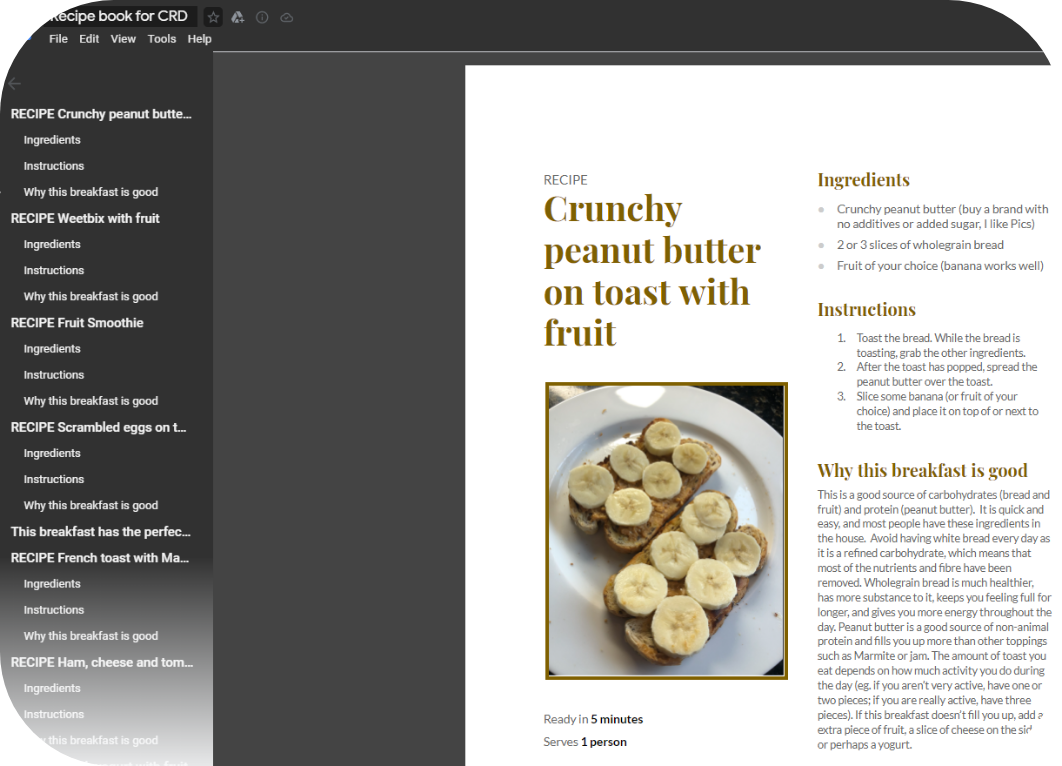 Recipe book for CRD
File Edit View Tools Help
RECIPE Crunchy peanut butte...
Ingredients
Instructions
Why this breakfast is good
RECIPE Weetbix with fruit
Ingredients
Instructions
Why this breakfast is good
RECIPE Fruit Smoothie
Ingredients
Instructions
Why this breakfast is good
RECIPE Scrambled eggs on t...
Ingredients
Instructions
Why this breakfast is good
This breakfast has the perfec...
RECIPE French toast with Ma...
Ingredients
Instructions
Why this breakfast is good
RECIPE Ham, cheese and tom...
Ingredients
Instructions
Why this breakfast is good
with fruit
RECIPE
Crunchy
peanut butter
on toast with
fruit
Ready in 5 minutes
Serves 1 person
Ingredients
Crunchy peanut butter (buy a brand with
no additives or added sugar, I like Pics)
2 or 3 slices of wholegrain bread
Fruit of your choice (banana works well)
Instructions
1. Toast the bread. While the bread is
toasting, grab the other ingredients.
2. After the toast has popped, spread the
peanut butter over the toast.
3. Slice some banana (or fruit of your
choice) and place it on top of or next to
the toast.
Why this breakfast is good
This is a good source of carbohydrates (bread and
fruit) and protein (peanut butter). It is quick and
easy, and most people have these ingredients in
the house. Avoid having white bread every day as
it is a refined carbohydrate, which means that
most of the nutrients and fibre have been
removed. Wholegrain bread is much healthier,
has more substance to it, keeps you feeling full for
longer, and gives you more energy throughout the
day. Peanut butter is a good source of non-animal
protein and fills you up more than other toppings
such as Marmite or jam. The amount of toast you
eat depends on how much activity you do during
the day (eg. if you aren't very active, have one or
two pieces; if you are really active, have three
pieces). If this breakfast doesn't fill you up, add a
extra piece of fruit, a slice of cheese on the sid
or perhaps a yogurt.